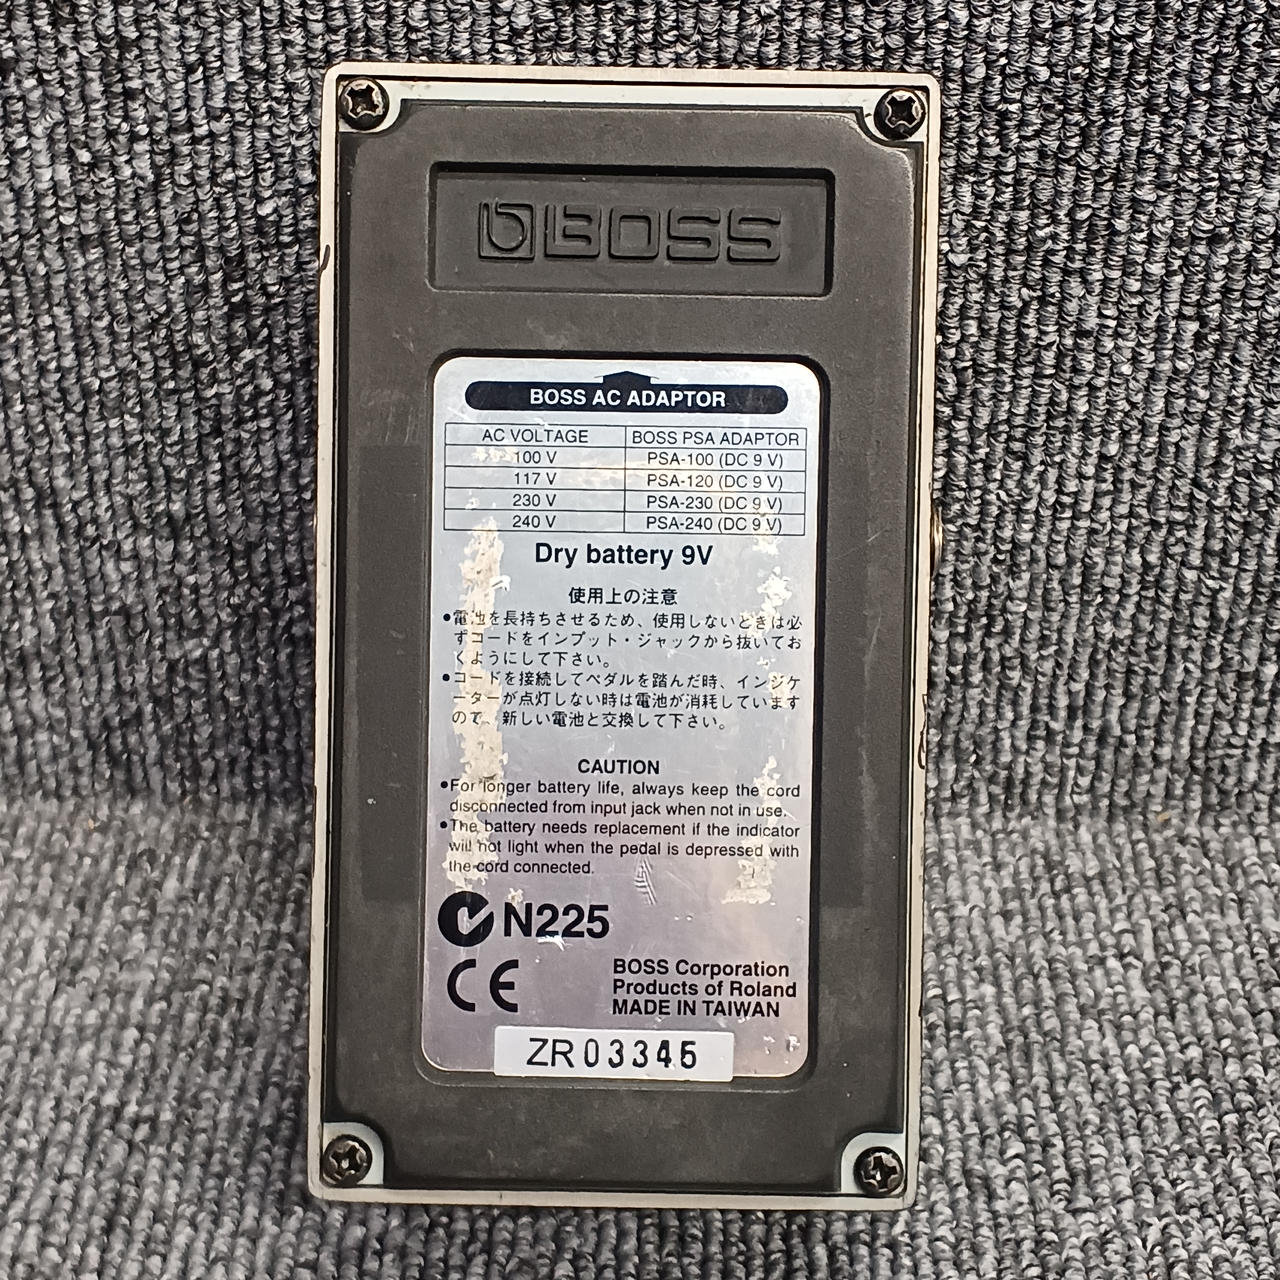 BOSS
BOSS AC ADAPTOR
AC VOLTAGE BOSS PSA ADAPTOR
100 V PSA-100 (DC 9 V)
117 V PSA-120 (DC 9 V)
230 V PSA-230 (DC 9 V)
240 V PSA-240 (DC 9 V)
Dry battery 9V
使用上の注意
●電池を長持ちさせるため、使用しないときは必
ずコードをインプット・ジャックから抜いてお
くようにして下さい。
●コードを接続してペダルを踏んだ時、インジケ
ーターが点灯しない時は電池が消耗しています
ので、新しい電池と交換して下さい。
CAUTION
●For longer battery life, always keep the cord
disconnected from input jack when not in use.
●The battery needs replacement if the indicator
will not light when the pedal is depressed with
the cord connected.
N225
CE
BOSS Corporation
Products of Roland
MADE IN TAIWAN
ZR03345